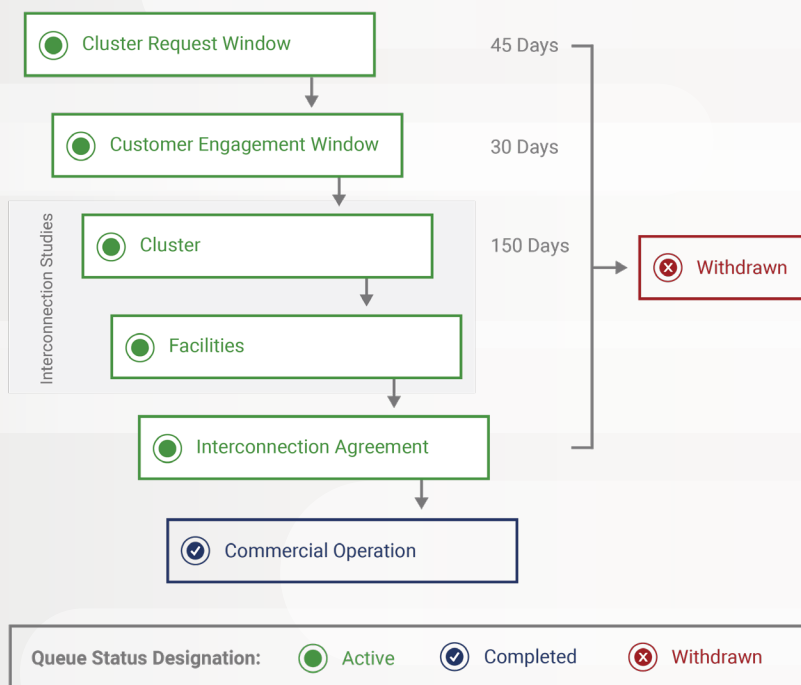 Cluster Request Window
45 Days
Customer Engagement Window
30 Days
Interconnection Studies
Cluster
150 Days
Withdrawn
Facilities
Interconnection Agreement
Commercial Operation
Queue Status Designation: Active Completed Withdrawn